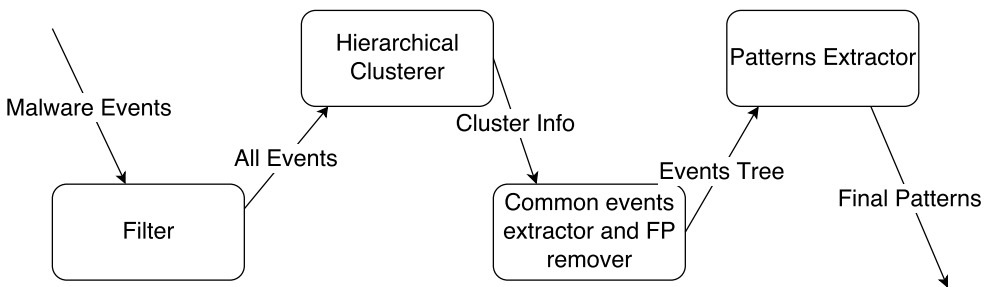 Malware Events
Filter
All Events
Hierarchical
Clusterer
Cluster Info
Common events
extractor and FP
remover
Events Tree
Patterns Extractor
Final Patterns